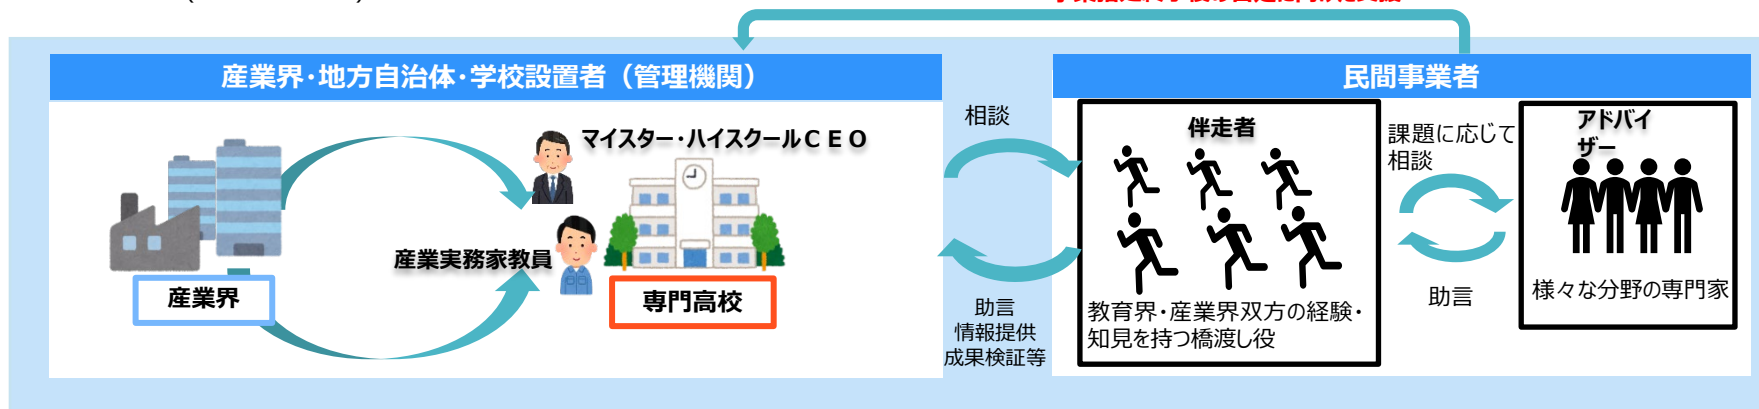 産業界・地方自治体・学校設置者（管理機関）
マイスター・ハイスクールＣＥＯ
産業実務家教員
産業界
専門高校
相談
助言
情報提供
成果検証等
民間事業者
伴走者
教育界・産業界双方の経験・
知見を持つ橋渡し役
課題に応じて
相談
助言
アドバイ
ザー
様々な分野の専門家